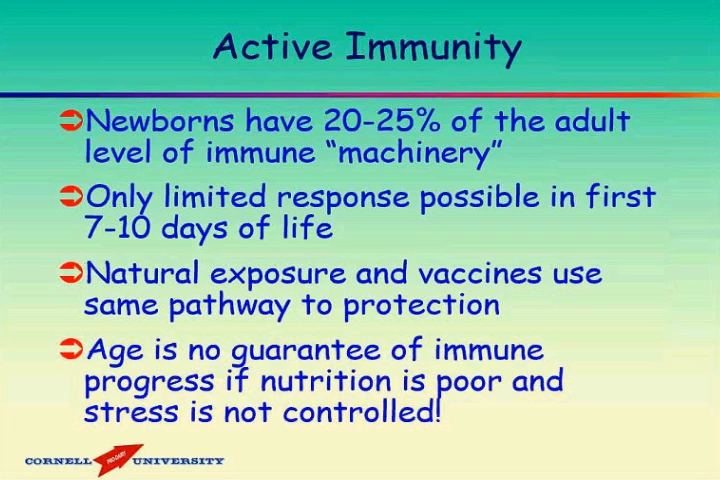 Active Immunity
Newborns have 20-25% of the adult
level of immune “machinery”
Only limited response possible in first
7-10 days of life
Natural exposure and vaccines use
same pathway to protection
Age is no guarantee of immune
progress if nutrition is poor and
stress is not controlled!
CORNELL PRO-DAIRY UNIVERSITY